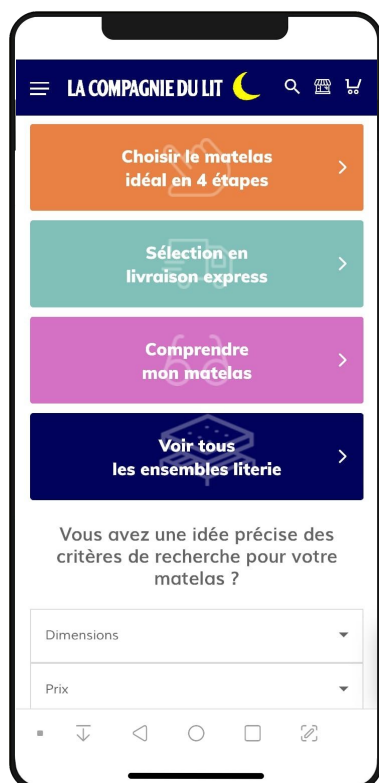 LA COMPAGNIE DU LIT
Choisir le matelas
idéal en 4 étapes
Sélection en
livraison express
Comprendre
mon matelas
Voir tous
les ensembles literie
Vous avez une idée précise des
critères de recherche pour votre
matelas ?
Dimensions
Prix